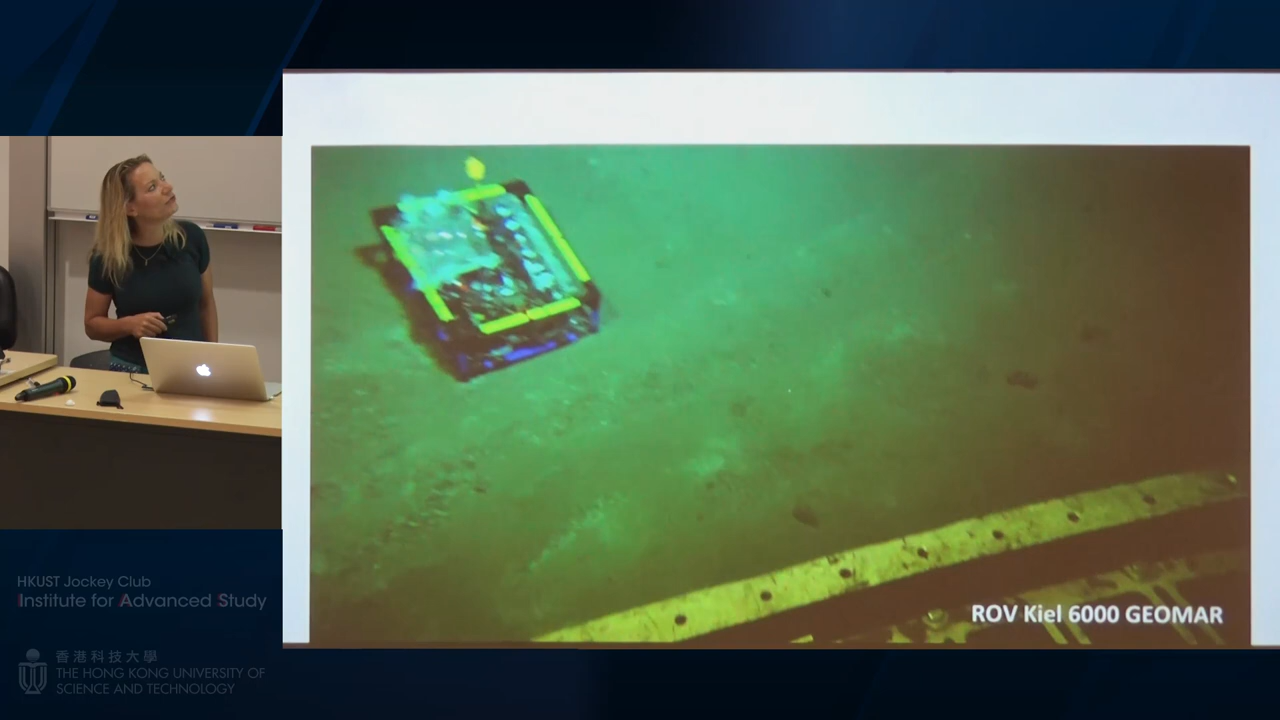 HKUST Jockey Club
Institute for Advanced Study
香港科技大學
THE HONG KONG UNIVERSITY OF
SCIENCE AND TECHNOLOGY
ROV Kiel 6000 GEOMAR